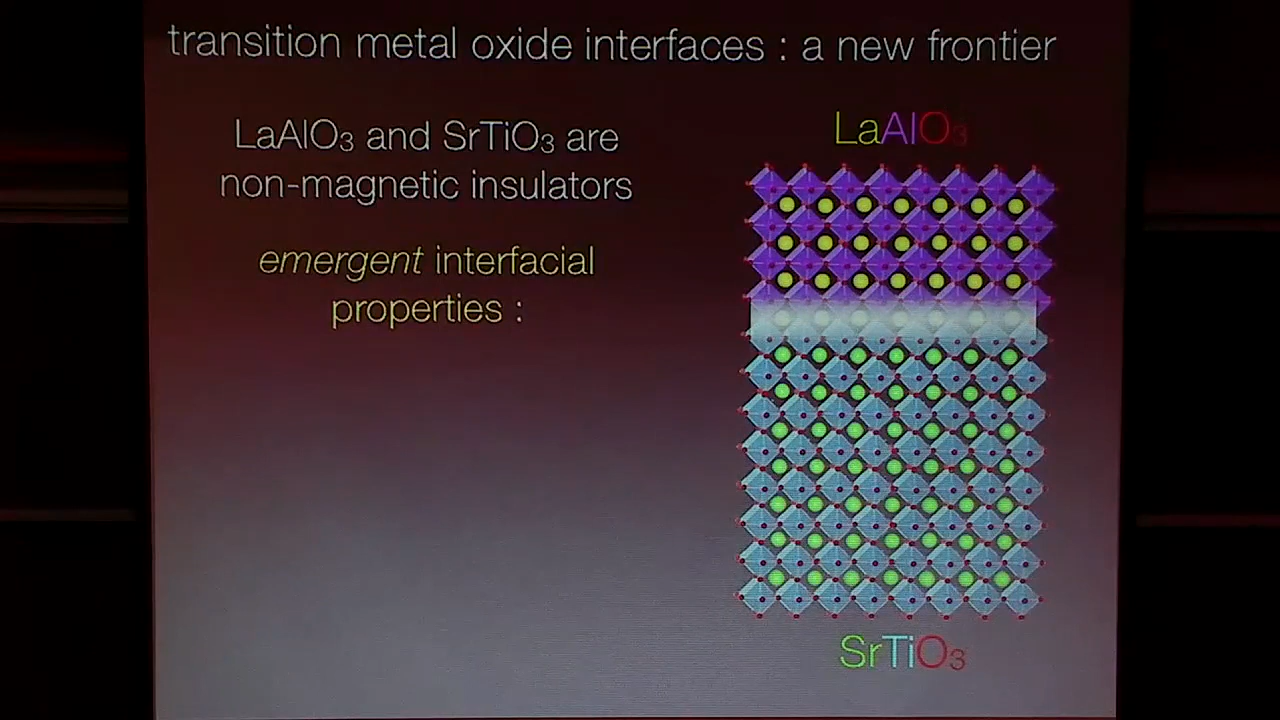 transition metal oxide interfaces : a new frontier
LaAlO₃ and SrTiO₃ are
non-magnetic insulators
emergent interfacial
properties :
LaAlO₃
SrTiO₃